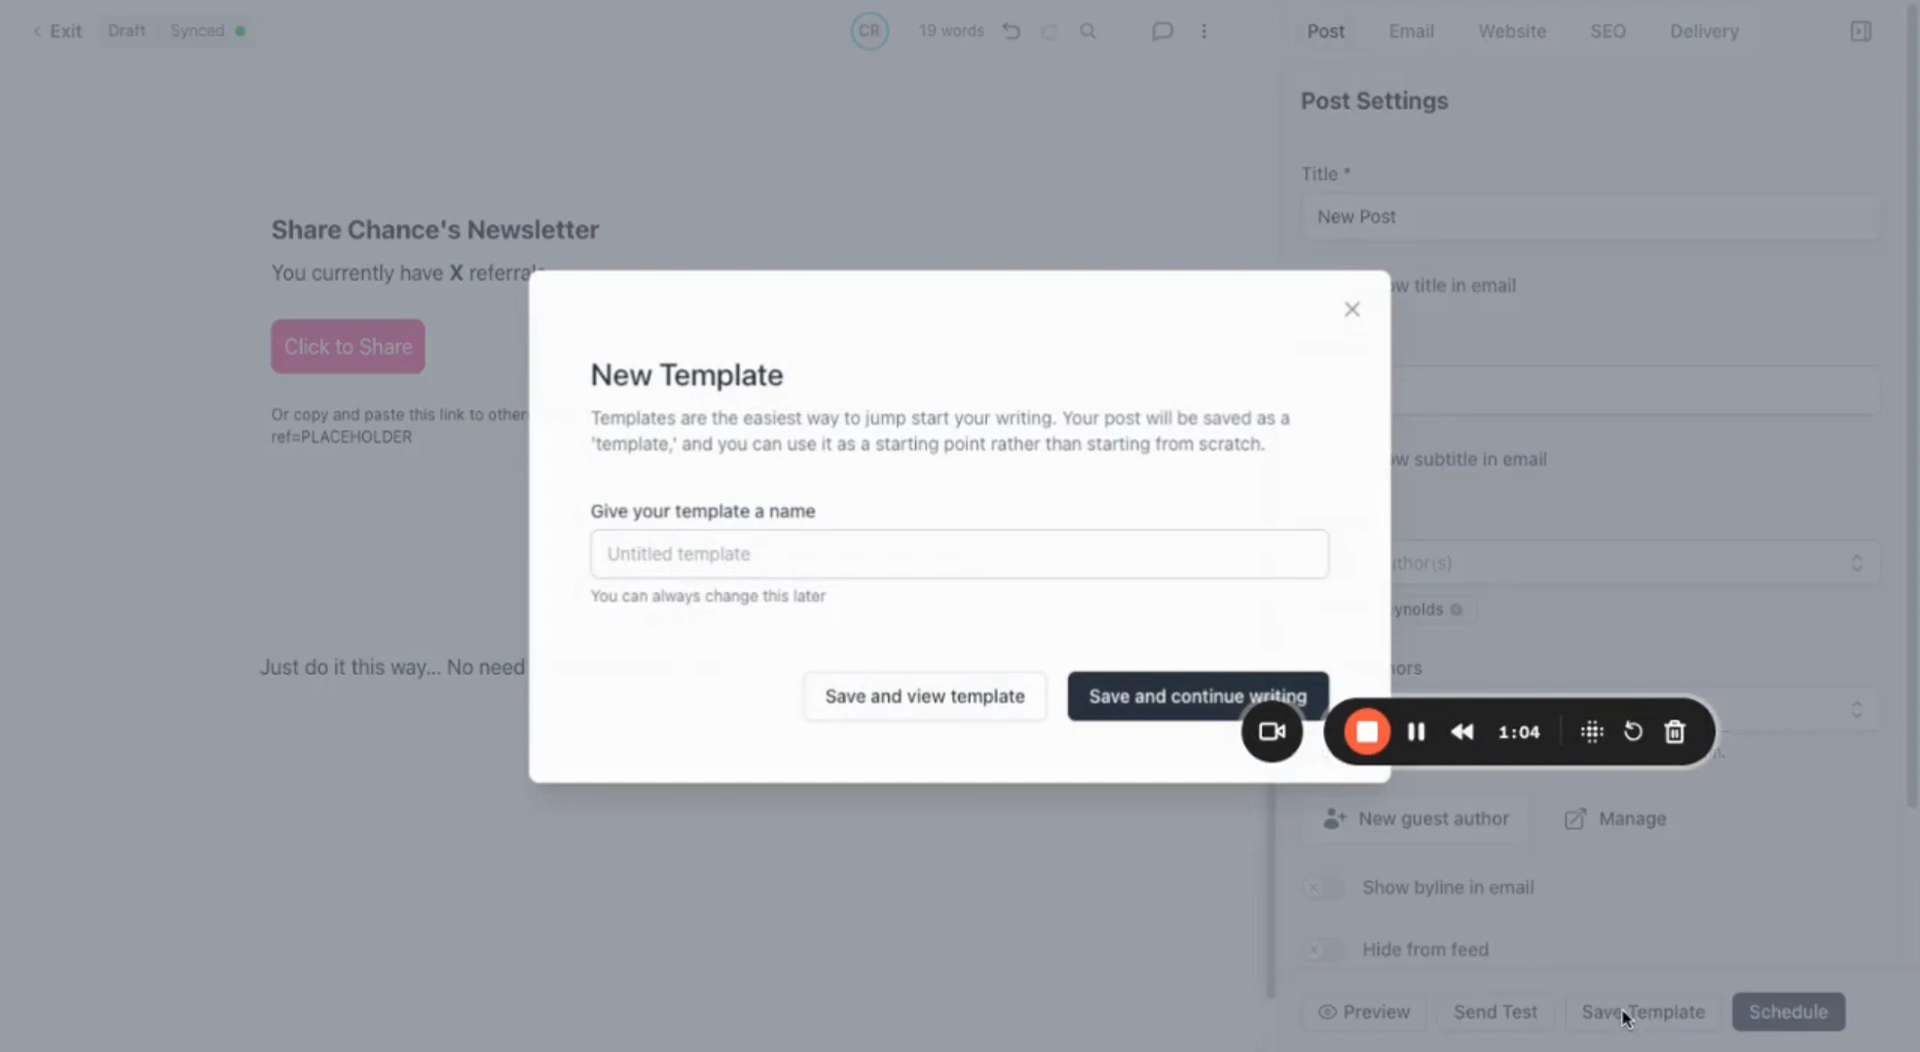 Exit Draft Synced CR 19 words
Share Chance's Newsletter
You currently have X
Click to Share
Or copy and paste this link to other
ref=PLACEHOLDER
Just do it this way... No need
New Template
Templates are the easiest way to jump start your writing. Your post will be saved as a
'template,' and you can use it as a starting point rather than starting from scratch.
Give your template a name
Untitled template
You can always change this later
Save and view template Save and continue writing
1:04
Post Email Website SEO Delivery
Post Settings
Title *
New Post
title in email
subtitle in email
New guest author Manage
Show byline in email
Hide from feed
Preview Send Test Save Template Schedule